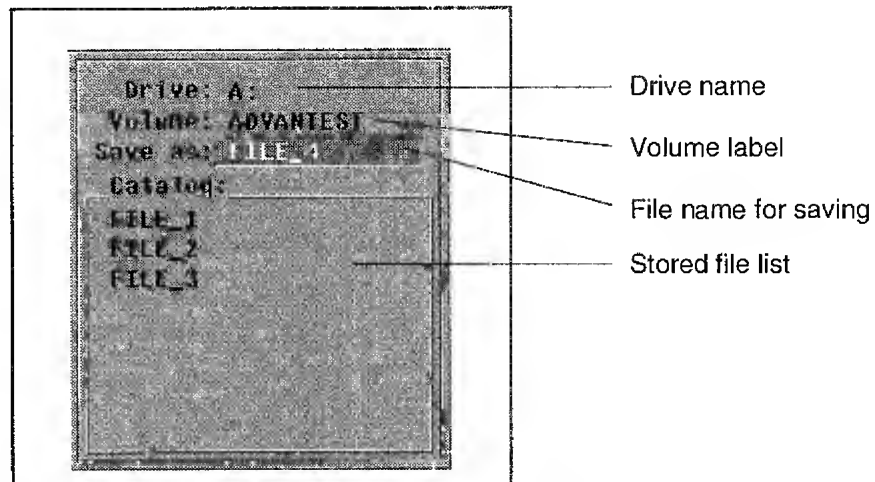 Drive: A:
Drive name
Volume: ADVANTEST
Volume label
Save as: FILE_4
File name for saving
Catalog:
Stored file list
FILE_1
FILE_2
FILE_3